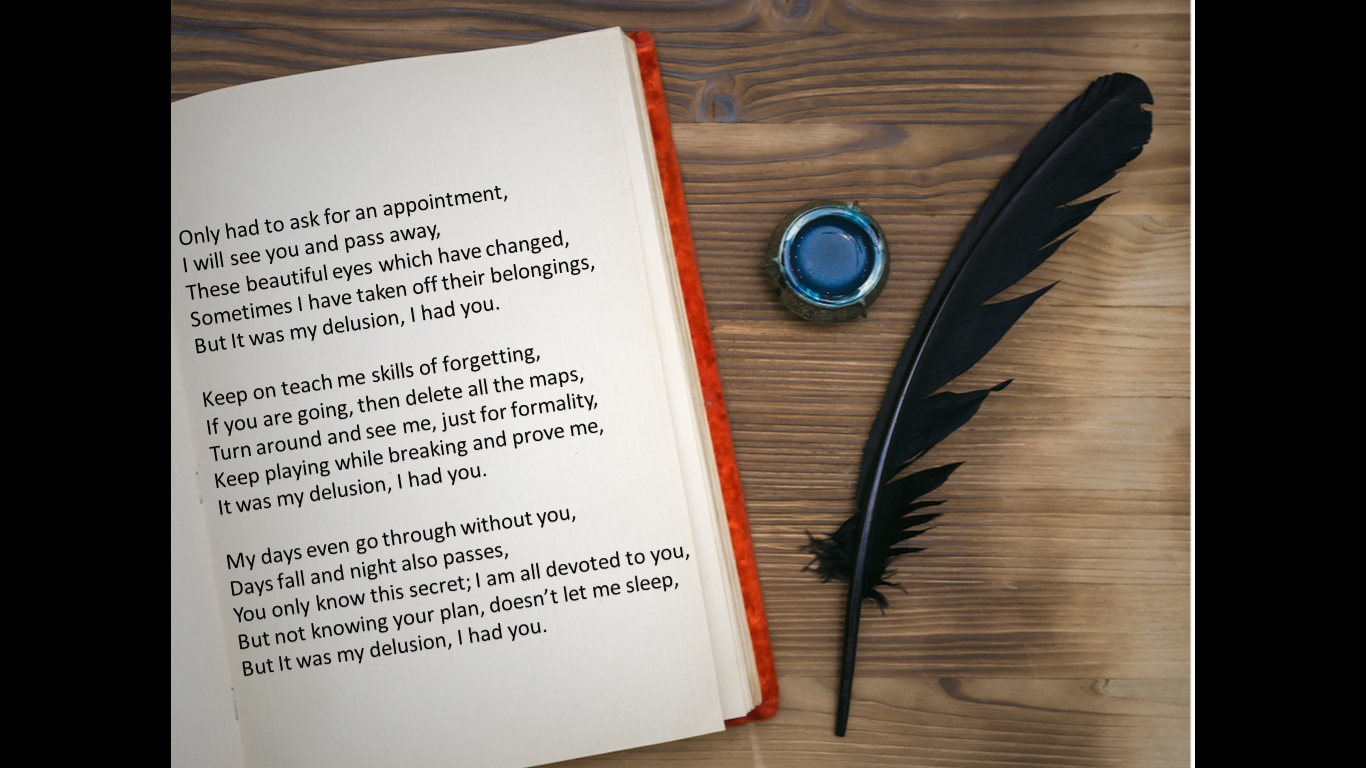 Only had to ask for an appointment,
I will see you and pass away,
These beautiful eyes which have changed,
Sometimes I have taken off their belongings,
But It was my delusion, I had you.
Keep on teach me skills of forgetting,
If you are going, then delete all the maps,
Turn around and see me, just for formality,
Keep playing while breaking and prove me,
It was my delusion, I had you.
My days even go through without you,
Days fall and night also passes,
You only know this secret; I am all devoted to you,
But not knowing your plan, doesn’t let me sleep,
But It was my delusion, I had you.